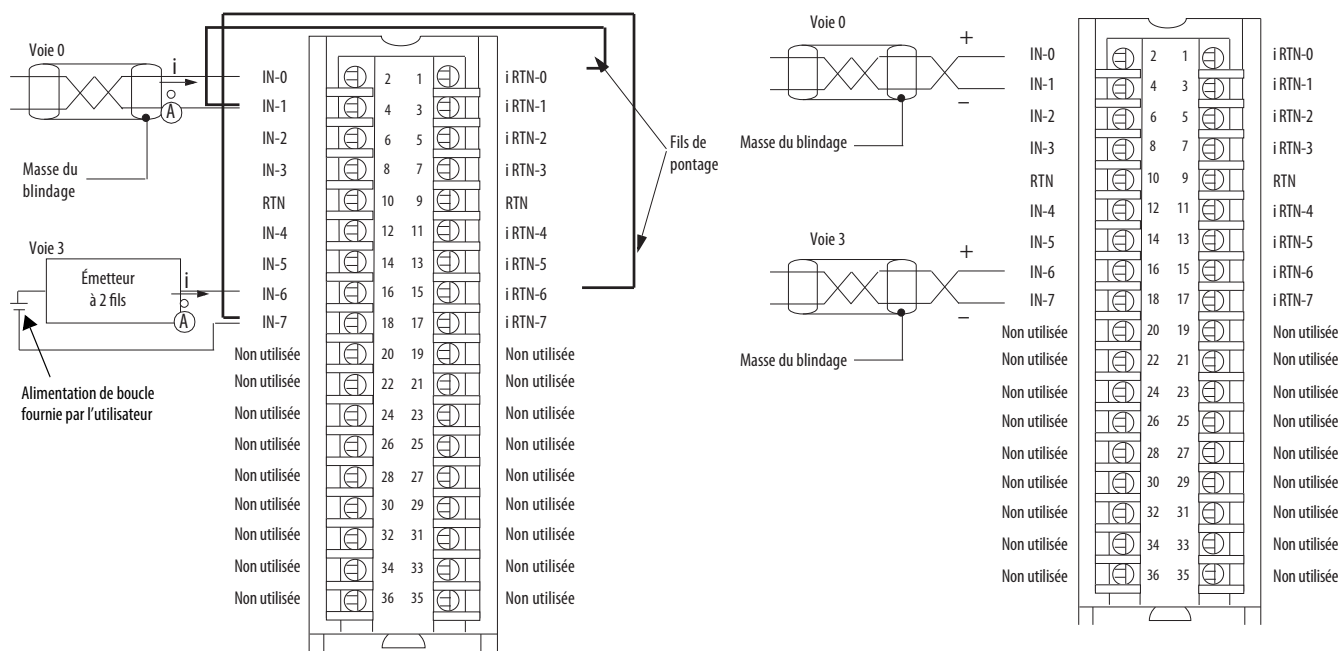 Voie 0
i
A
Masse du
blindage
Voie 3
Émetteur
à 2 fils
i
A
Alimentation de boucle
fournie par l'utilisateur
IN-0 2 1 i RTN-0
IN-1 4 3 i RTN-1
IN-2 6 5 i RTN-2
IN-3 8 7 i RTN-3
RTN 10 9 RTN
IN-4 12 11 i RTN-4
IN-5 14 13 i RTN-5
IN-6 16 15 i RTN-6
IN-7 18 17 i RTN-7
Non utilisée 20 19 Non utilisée
Non utilisée 22 21 Non utilisée
Non utilisée 24 23 Non utilisée
Non utilisée 26 25 Non utilisée
Non utilisée 28 27 Non utilisée
Non utilisée 30 29 Non utilisée
Non utilisée 32 31 Non utilisée
Non utilisée 34 33 Non utilisée
Non utilisée 36 35 Non utilisée
Fils de
pontage
Voie 0
+
–
Masse du blindage
Voie 3
+
–
Masse du blindage
IN-0 2 1 i RTN-0
IN-1 4 3 i RTN-1
IN-2 6 5 i RTN-2
IN-3 8 7 i RTN-3
RTN 10 9 RTN
IN-4 12 11 i RTN-4
IN-5 14 13 i RTN-5
IN-6 16 15 i RTN-6
IN-7 18 17 i RTN-7
Non utilisée 20 19 Non utilisée
Non utilisée 22 21 Non utilisée
Non utilisée 24 23 Non utilisée
Non utilisée 26 25 Non utilisée
Non utilisée 28 27 Non utilisée
Non utilisée 30 29 Non utilisée
Non utilisée 32 31 Non utilisée
Non utilisée 34 33 Non utilisée
Non utilisée 36 35 Non utilisée